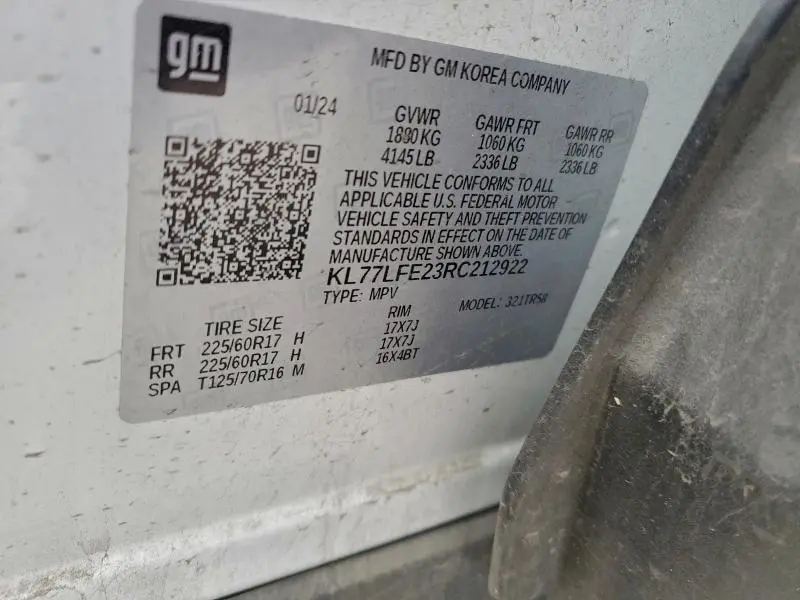 gm
MFD BY GM KOREA COMPANY
01/24
GVWR GAWR FRT GAWR RR
1880 KG 1060 KG 1060 KG
4145 LB 2336 LB 2336 LB
THIS VEHICLE CONFORMS TO ALL
APPLICABLE U.S. FEDERAL MOTOR
VEHICLE SAFETY AND THEFT PREVENTION
STANDARDS IN EFFECT ON THE DATE OF
MANUFACTURE SHOWN ABOVE.
KL77LFE23RC212922
TYPE: MPV MODEL: 321TR58
TIRE SIZE RIM
FRT 225/60R17 H 17X7J
RR 225/60R17 H 17X7J
SPA T125/70R16 M 16X4BT